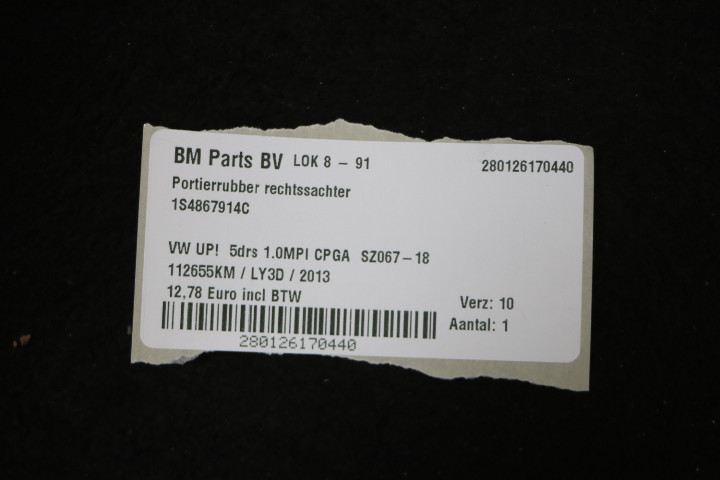 BM Parts BV LOK 8 - 91 280126170440
Portierrubber rechtssachter
1S4867914C
VW UP! 5drs 1.0MPI CPGA SZ067-18
112655KM / LY3D / 2013
12,78 Euro incl BTW
Verz: 10
Aantal: 1
280126170440